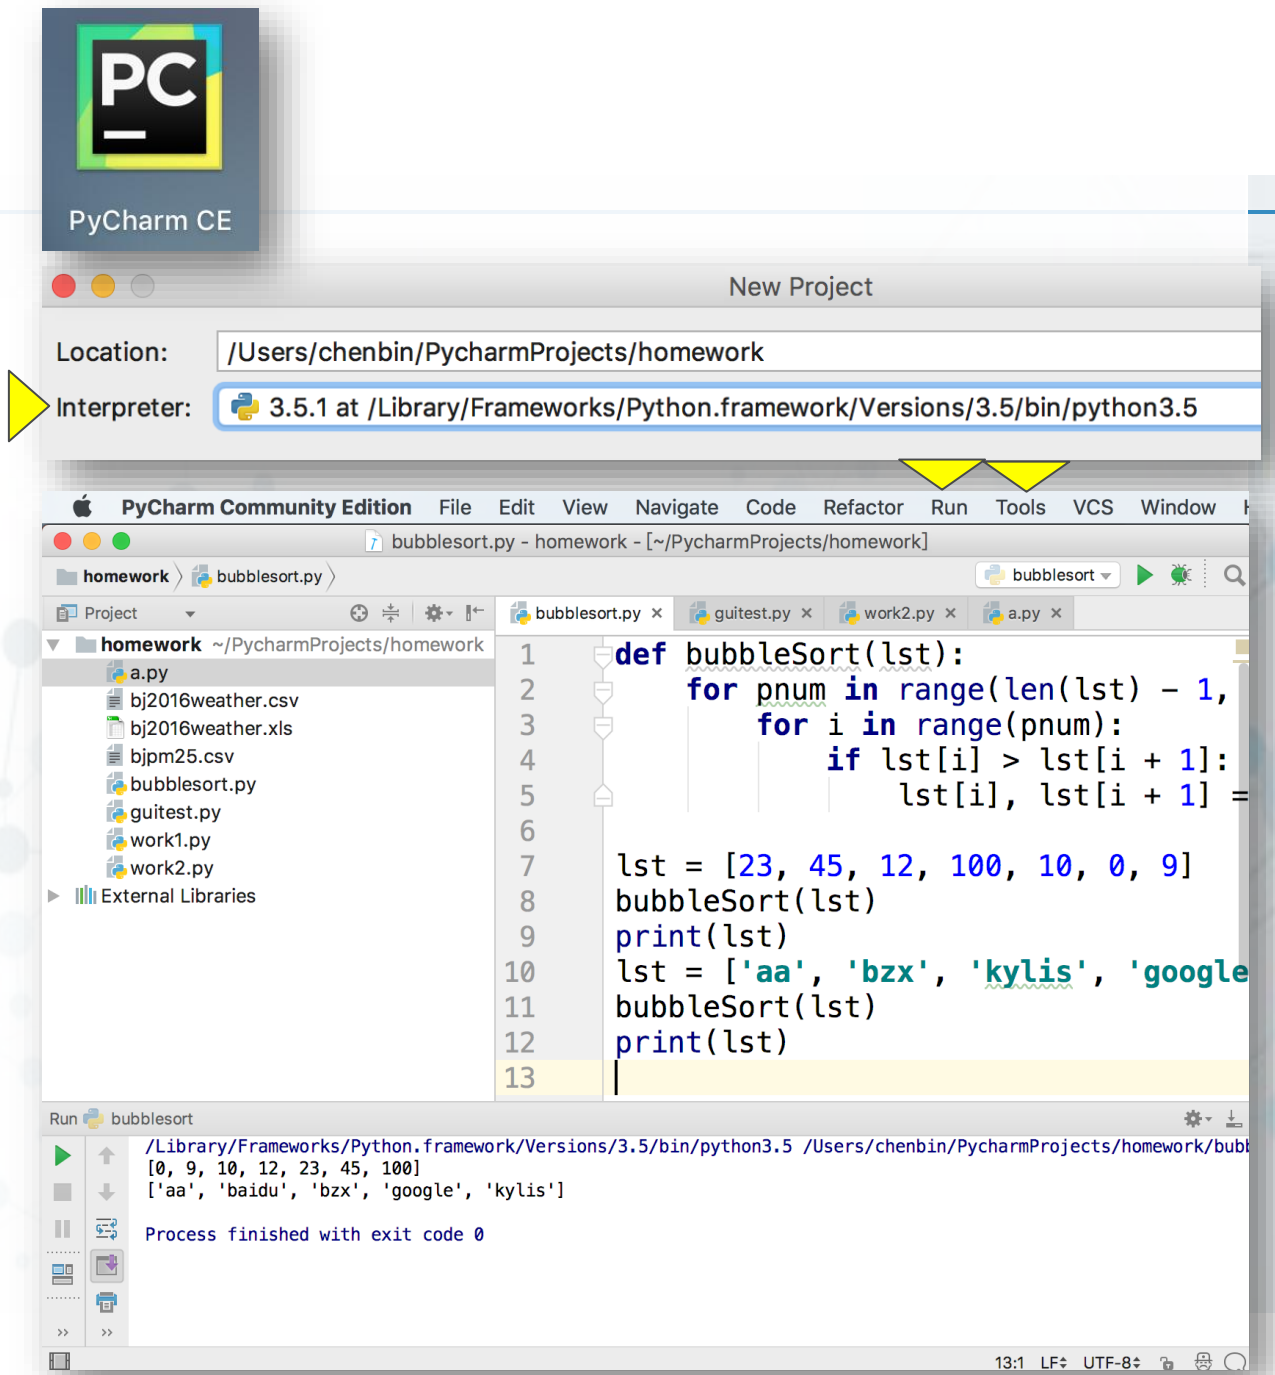 PC
PyCharm CE
New Project
Location: /Users/chenbin/PycharmProjects/homework
Interpreter: 3.5.1 at /Library/Frameworks/Python.framework/Versions/3.5/bin/python3.5
PyCharm Community Edition File Edit View Navigate Code Refactor Run Tools VCS Window
bubblesort.py - homework - [~/PycharmProjects/homework]
homework bubblesort.py bubblesort
Project bubblesort.py × guitest.py × work2.py × a.py ×
homework ~/PycharmProjects/homework
a.py
bj2016weather.csv
bj2016weather.xls
bjpm25.csv
bubblesort.py
guitest.py
work1.py
work2.py
External Libraries
1 def bubbleSort(lst):
2 for pnum in range(len(lst) - 1,
3 for i in range(pnum):
4 if lst[i] > lst[i + 1]:
5 lst[i], lst[i + 1] =
6
7 lst = [23, 45, 12, 100, 10, 0, 9]
8 bubbleSort(lst)
9 print(lst)
10 lst = ['aa', 'bzx', 'kylis', 'google
11 bubbleSort(lst)
12 print(lst)
13
Run bubblesort
/Library/Frameworks/Python.framework/Versions/3.5/bin/python3.5 /Users/chenbin/PycharmProjects/homework/bubb
[0, 9, 10, 12, 23, 45, 100]
['aa', 'baidu', 'bzx', 'google', 'kylis']
Process finished with exit code 0
13:1 LF UTF-8